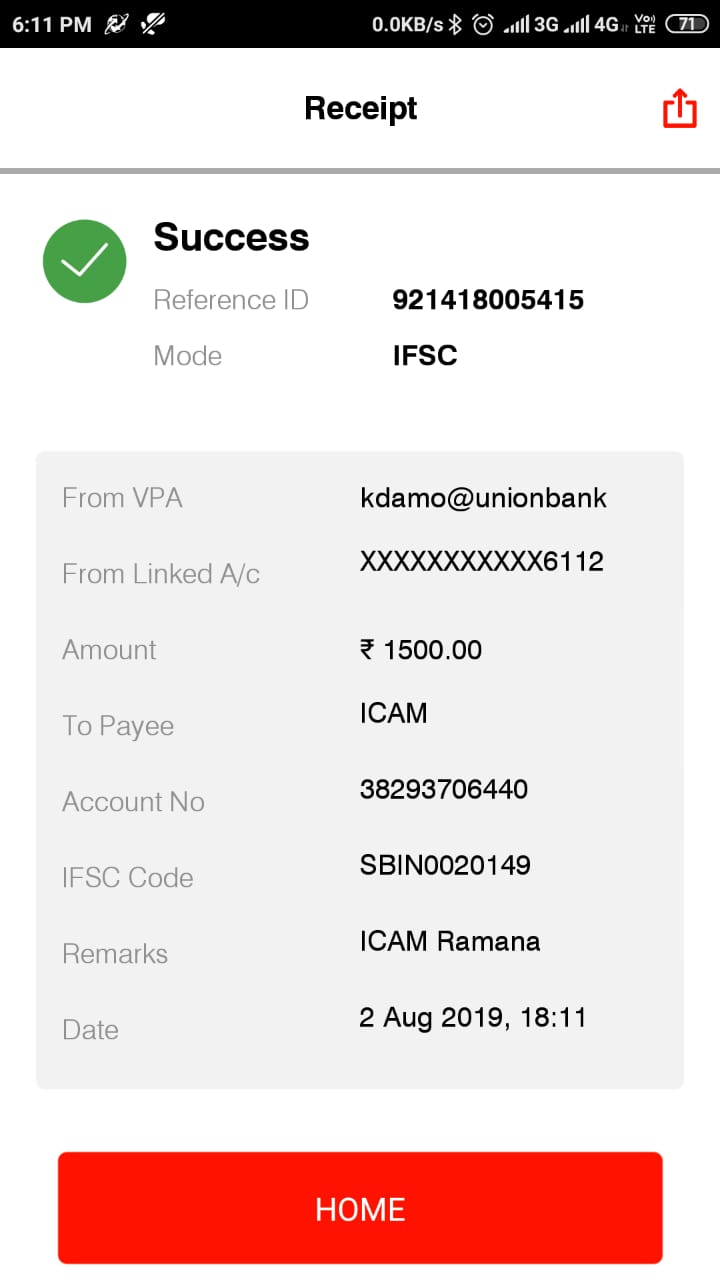 6:11 PM 0.0KB/s 3G 4G VoLTE 71
Receipt
Success
Reference ID 921418005415
Mode IFSC
From VPA kdamo@unionbank
From Linked A/c XXXXXXXXXXX6112
Amount ₹ 1500.00
To Payee ICAM
Account No 38293706440
IFSC Code SBIN0020149
Remarks ICAM Ramana
Date 2 Aug 2019, 18:11
HOME